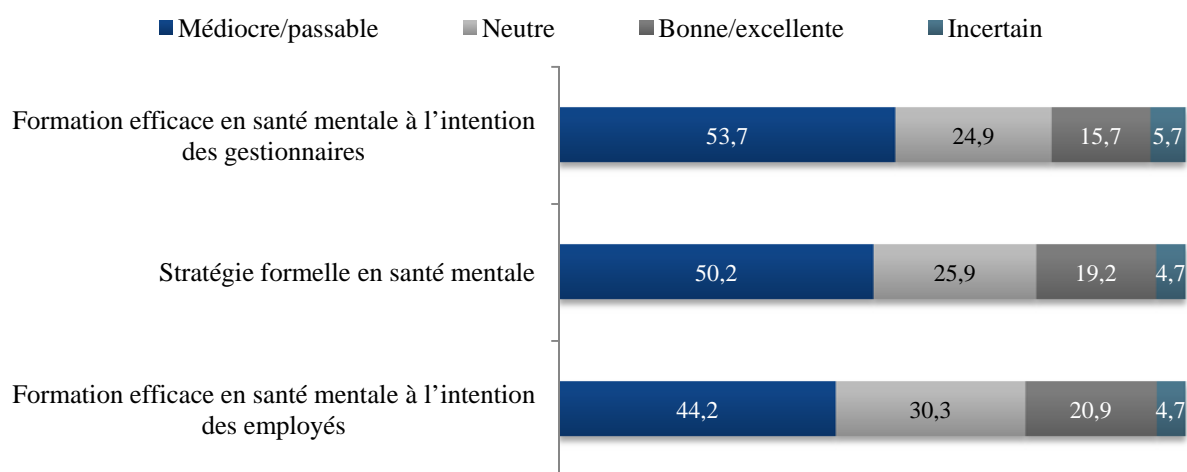 Médiocre/passable Neutre Bonne/excellente Incertain
Formation efficace en santé mentale à l’intention
des gestionnaires
53,7 24,9 15,7 5,7
Stratégie formelle en santé mentale
50,2 25,9 19,2 4,7
Formation efficace en santé mentale à l’intention
des employés
44,2 30,3 20,9 4,7